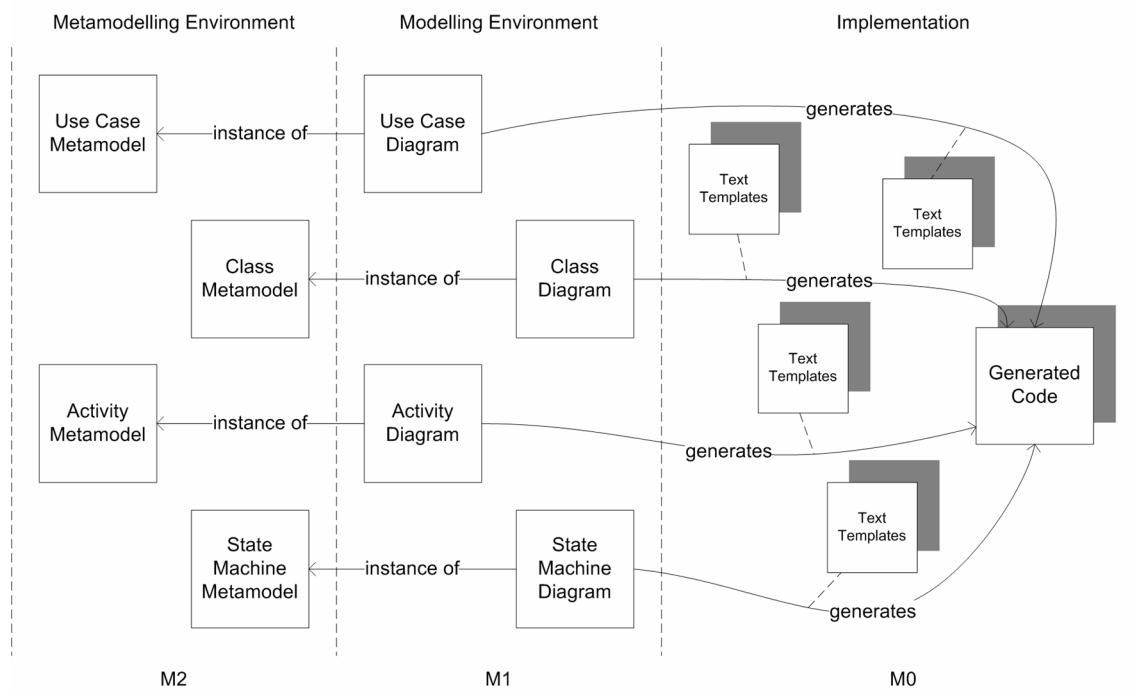 Metamodelling Environment
Modelling Environment
Implementation
Use Case
Metamodel
instance of
Use Case
Diagram
generates
Text
Templates
Text
Templates
Class
Metamodel
instance of
Class
Diagram
generates
Text
Templates
Generated
Code
Activity
Metamodel
instance of
Activity
Diagram
generates
Text
Templates
State
Machine
Metamodel
instance of
State
Machine
Diagram
generates
M2
M1
M0